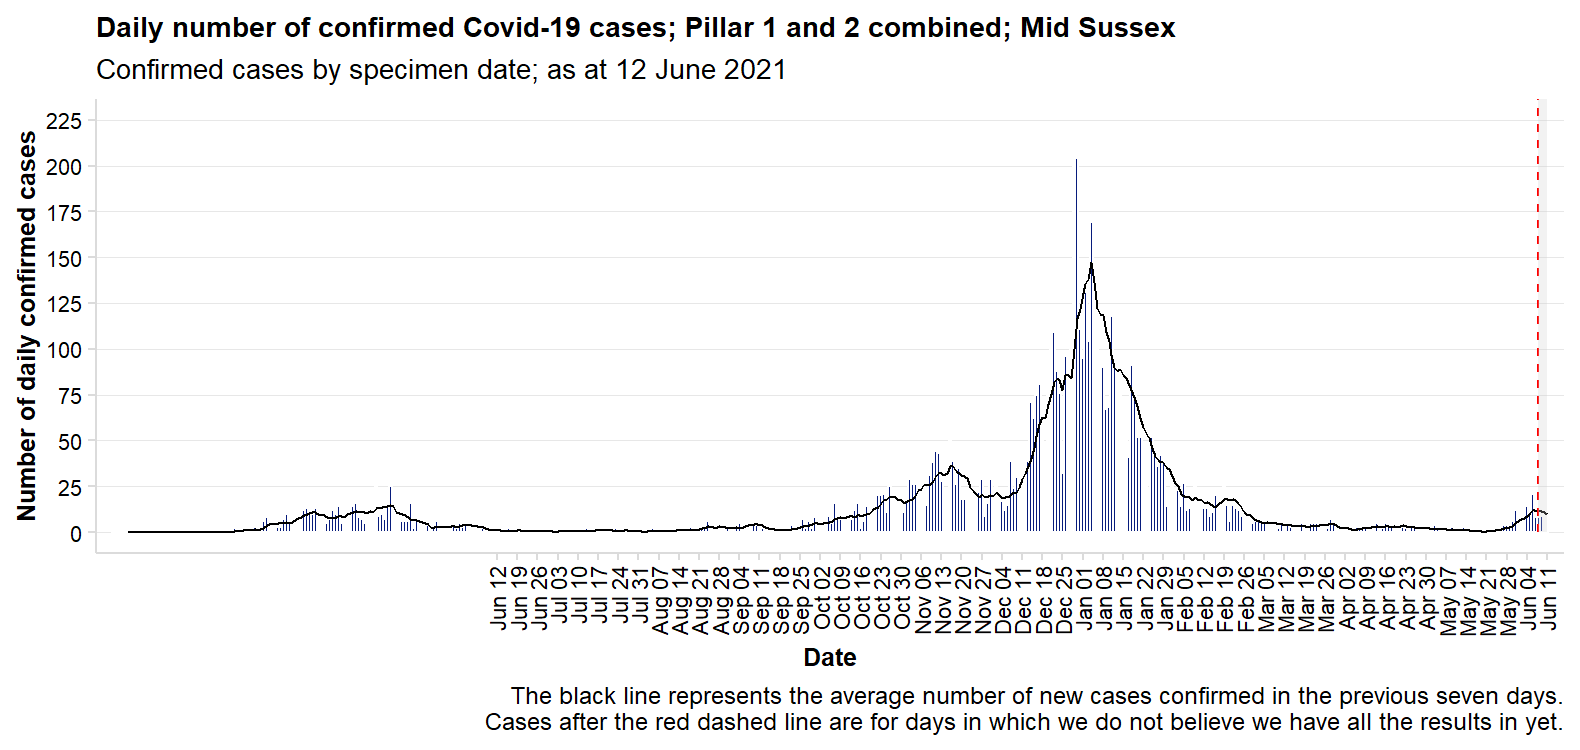 Daily number of confirmed Covid-19 cases; Pillar 1 and 2 combined; Mid Sussex
Confirmed cases by specimen date; as at 12 June 2021
Number of daily confirmed cases
225
200
175
150
125
100
75
50
25
0
Jun 12
Jun 19
Jun 26
Jul 03
Jul 10
Jul 17
Jul 24
Jul 31
Aug 07
Aug 14
Aug 21
Aug 28
Sep 04
Sep 11
Sep 18
Sep 25
Oct 02
Oct 09
Oct 16
Oct 23
Oct 30
Nov 06
Nov 13
Nov 20
Nov 27
Dec 04
Dec 11
Dec 18
Dec 25
Jan 01
Jan 08
Jan 15
Jan 22
Jan 29
Feb 05
Feb 12
Feb 19
Feb 26
Mar 05
Mar 12
Mar 19
Mar 26
Apr 02
Apr 09
Apr 16
Apr 23
Apr 30
May 07
May 14
May 21
May 28
Jun 04
Jun 11
Date
The black line represents the average number of new cases confirmed in the previous seven days.
Cases after the red dashed line are for days in which we do not believe we have all the results in yet.